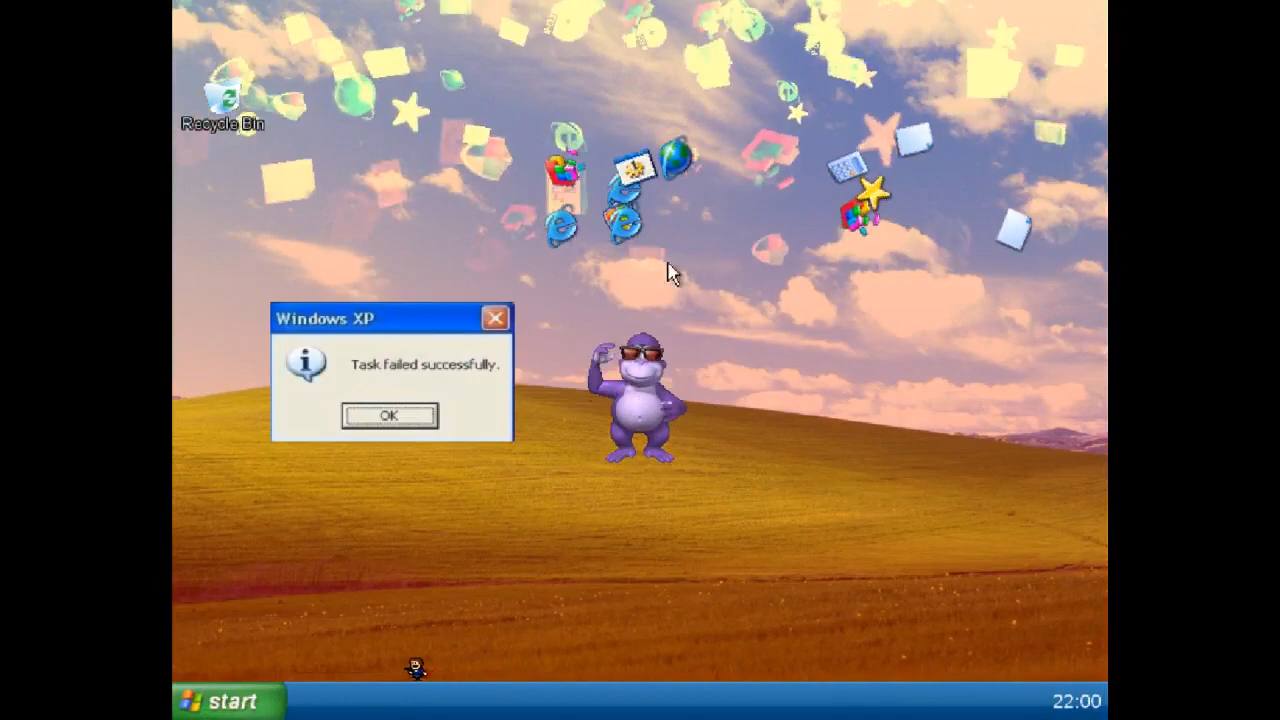 Recycle Bin
Windows XP
Task failed successfully.
OK
start
22:00